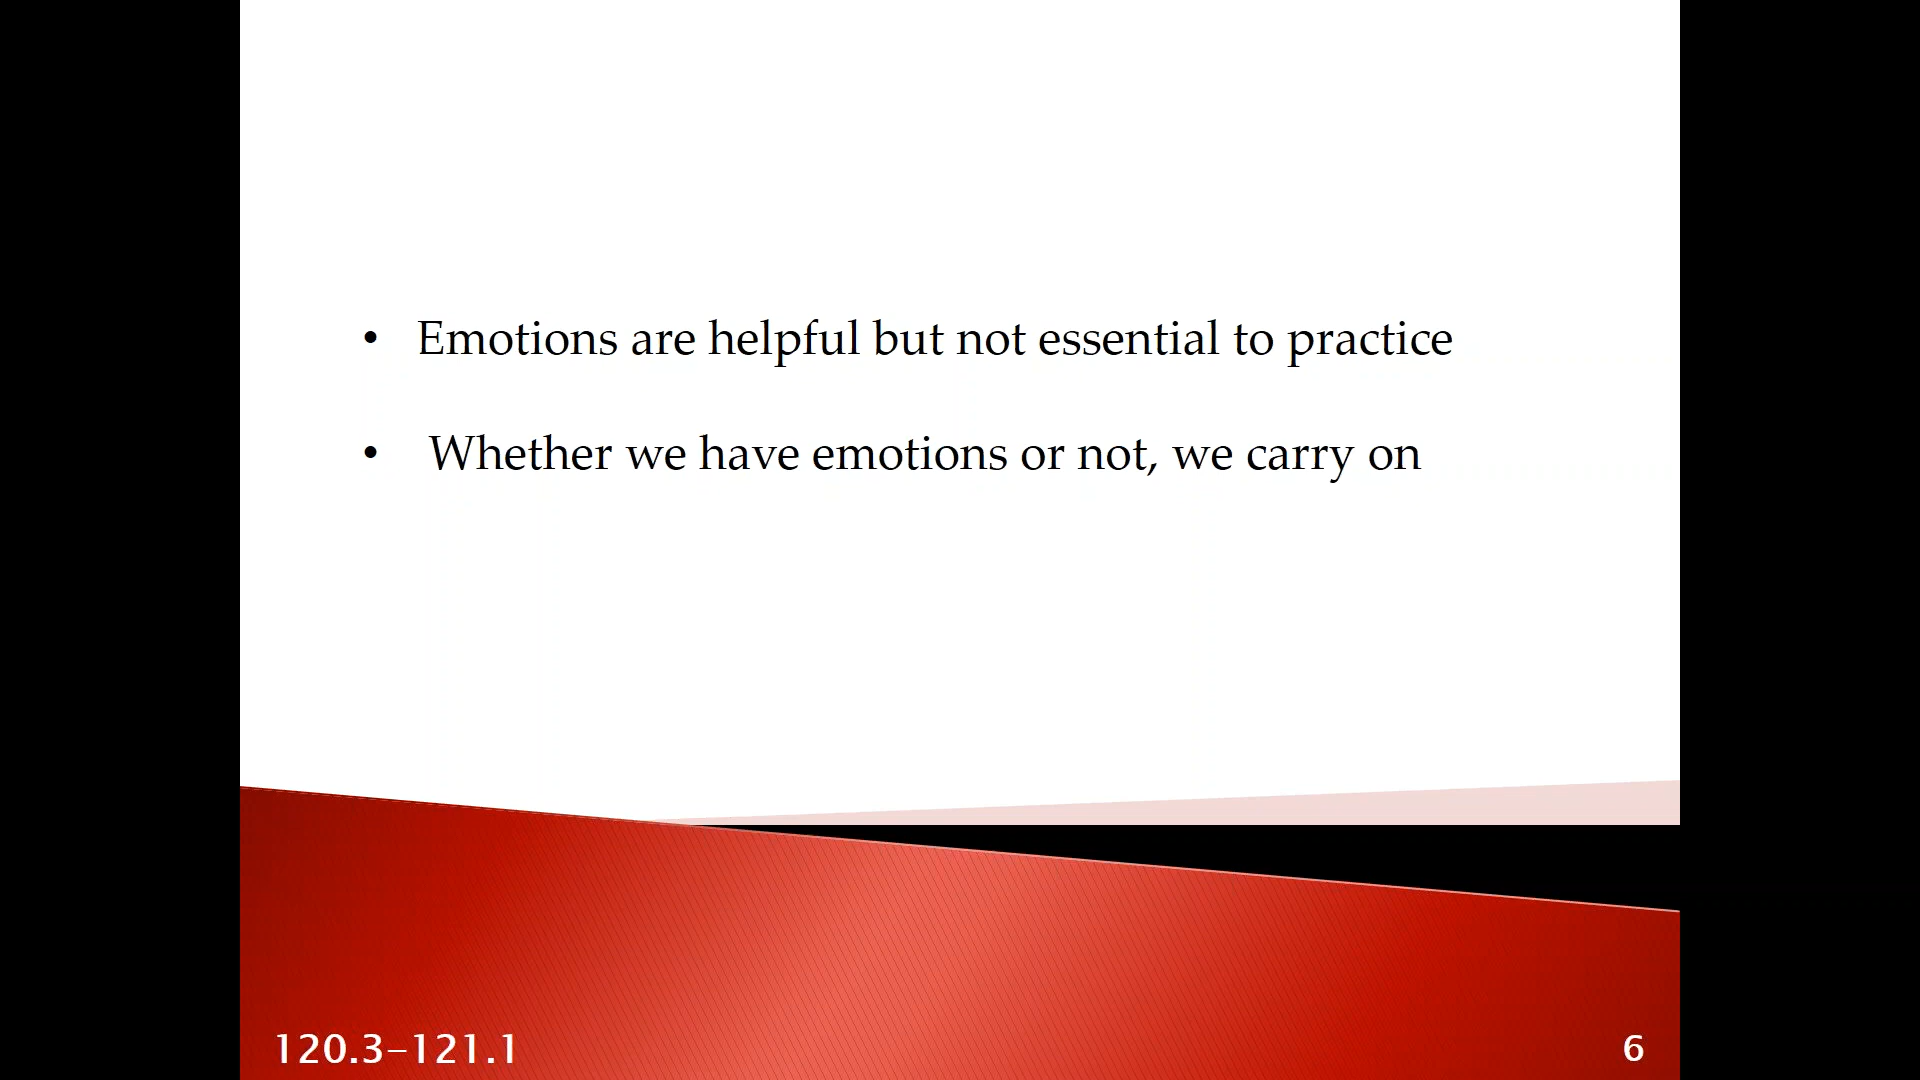 • Emotions are helpful but not essential to practice
• Whether we have emotions or not, we carry on
120.3–121.1
6